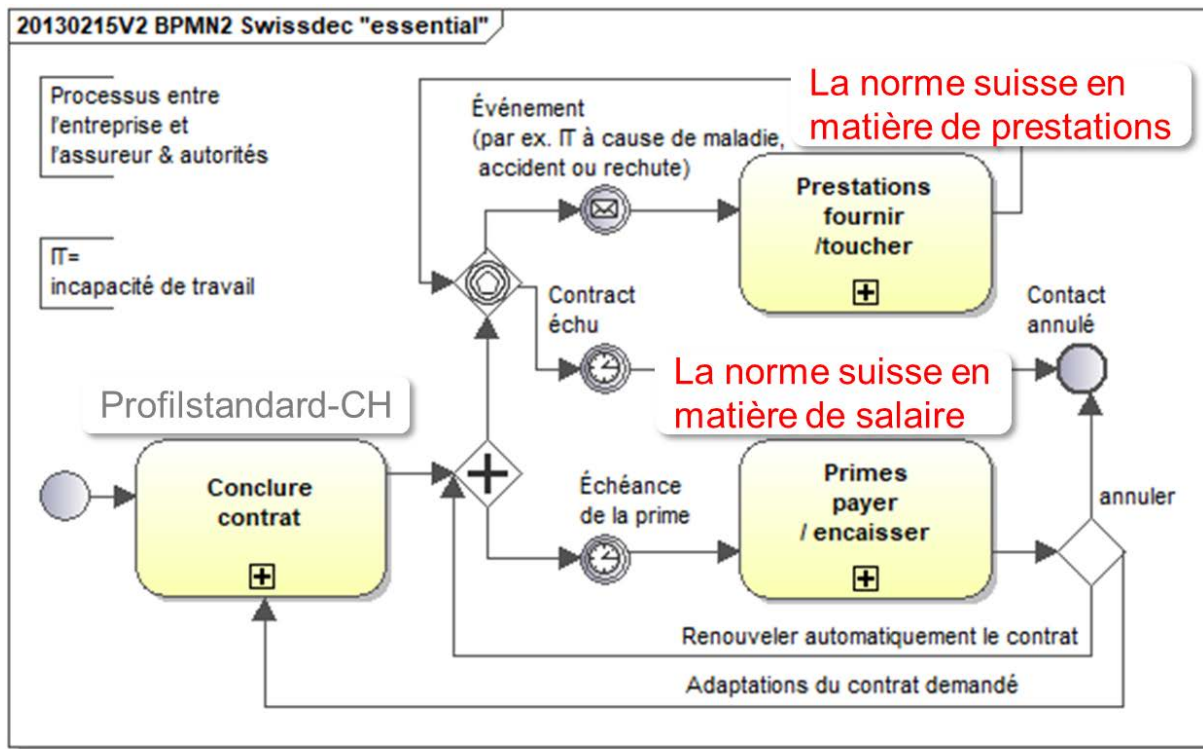 20130215V2 BPMN2 Swissdec "essential"
Processus entre
l'entreprise et
l'assureur & autorités
IT=
incapacité de travail
Événement
(par ex. IT à cause de maladie,
accident ou rechute)
La norme suisse en
matière de prestations
Prestations
fournir
/toucher
Contract
échu
Contact
annulé
La norme suisse en
matière de salaire
Profilstandard-CH
Conclure
contrat
Échéance
de la prime
Primes
payer
/ encaisser
annuler
Renouveler automatiquement le contrat
Adaptations du contrat demandé